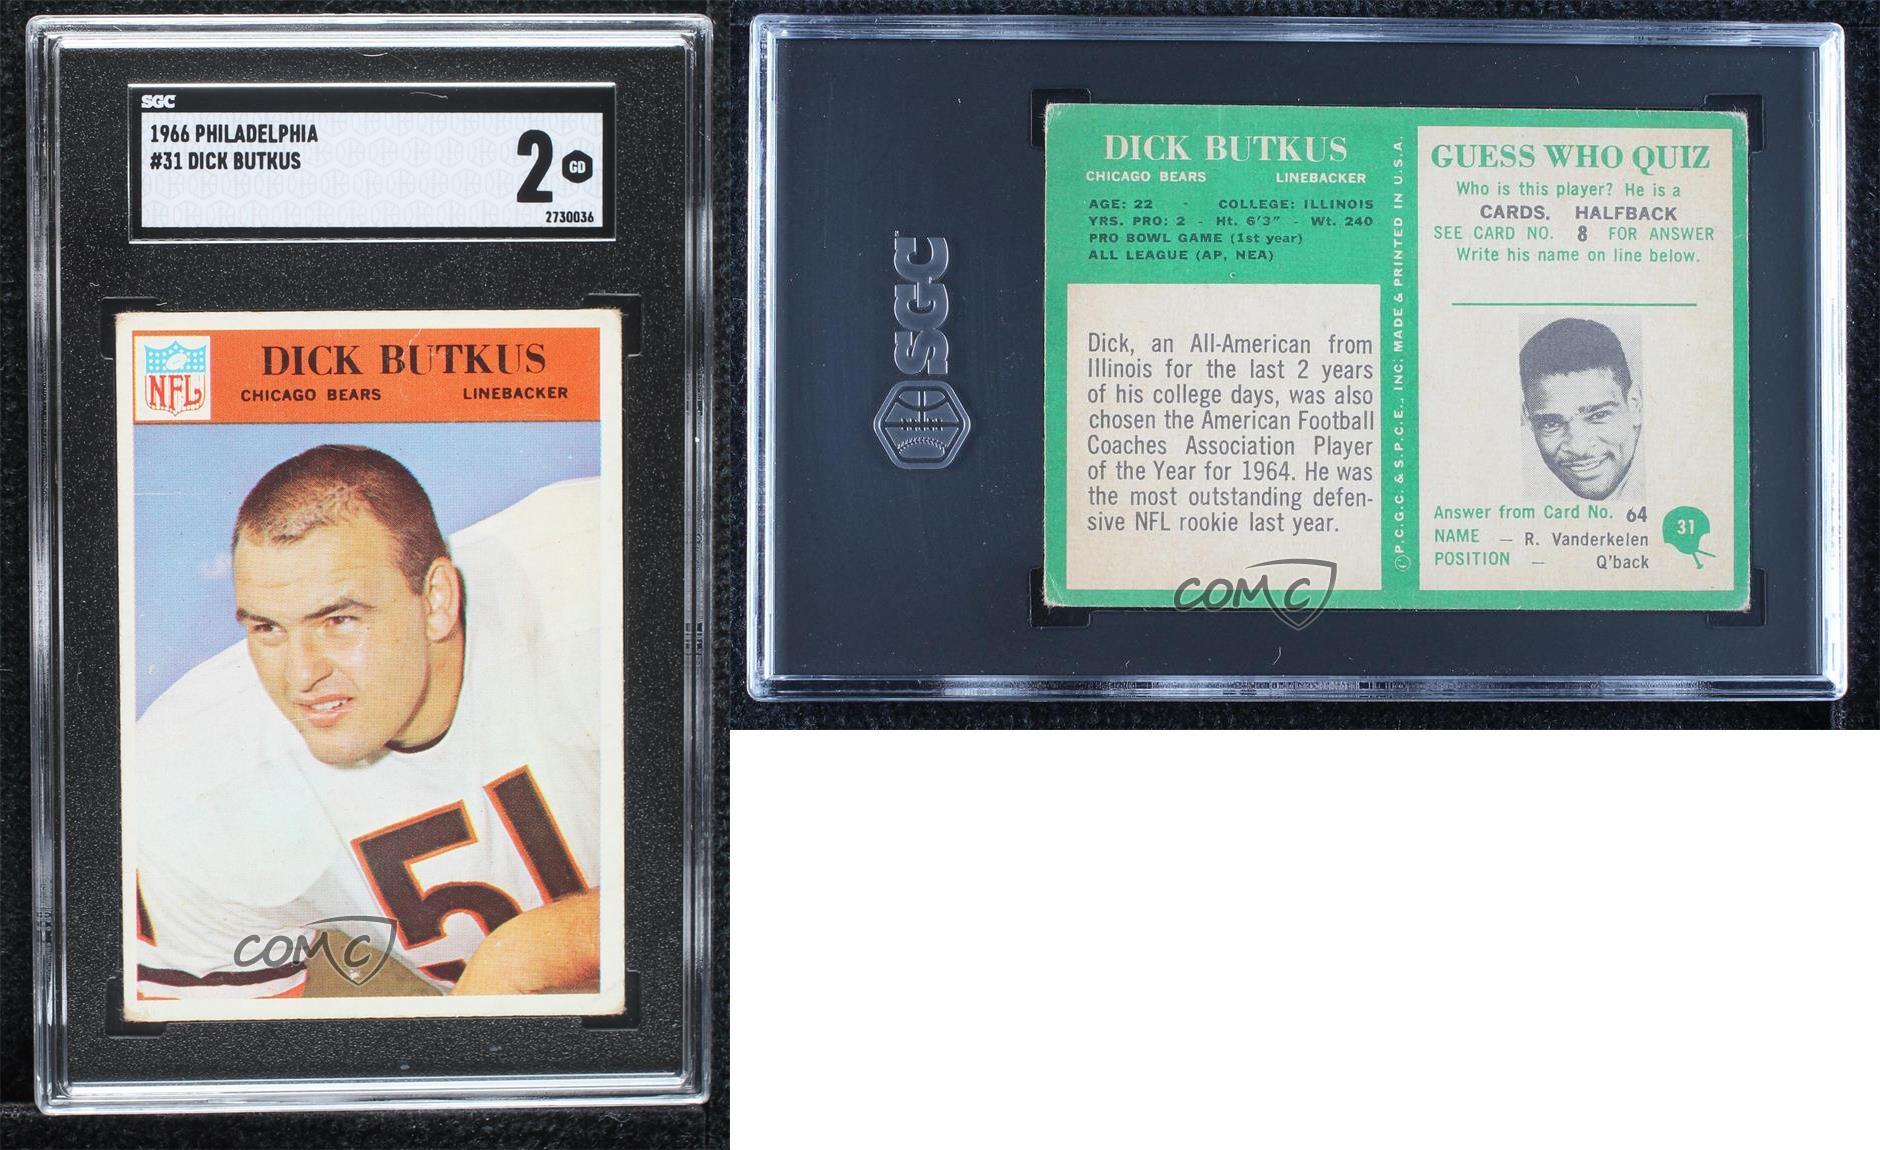 SGC
1966 PHILADELPHIA
#31 DICK BUTKUS
2 GD
2730036
NFL
DICK BUTKUS
CHICAGO BEARS LINEBACKER
51
COMC
SGC
DICK BUTKUS
CHICAGO BEARS LINEBACKER
AGE: 22 - COLLEGE: ILLINOIS
YRS. PRO: 2 - Ht. 6'3" - Wt. 240
PRO BOWL GAME (1st year)
ALL LEAGUE (AP, NEA)
Dick, an All-American from
Illinois for the last 2 years
of his college days, was also
chosen the American Football
Coaches Association Player
of the Year for 1964. He was
the most outstanding defen-
sive NFL rookie last year.
©P.C.G.C. & S.P.C.E., INC. MADE & PRINTED IN U.S.A.
GUESS WHO QUIZ
Who is this player? He is a
CARDS. HALFBACK
SEE CARD NO. 8 FOR ANSWER
Write his name on line below.
Answer from Card No. 64
NAME — R. Vanderkelen
POSITION — Q'back
31
COMC